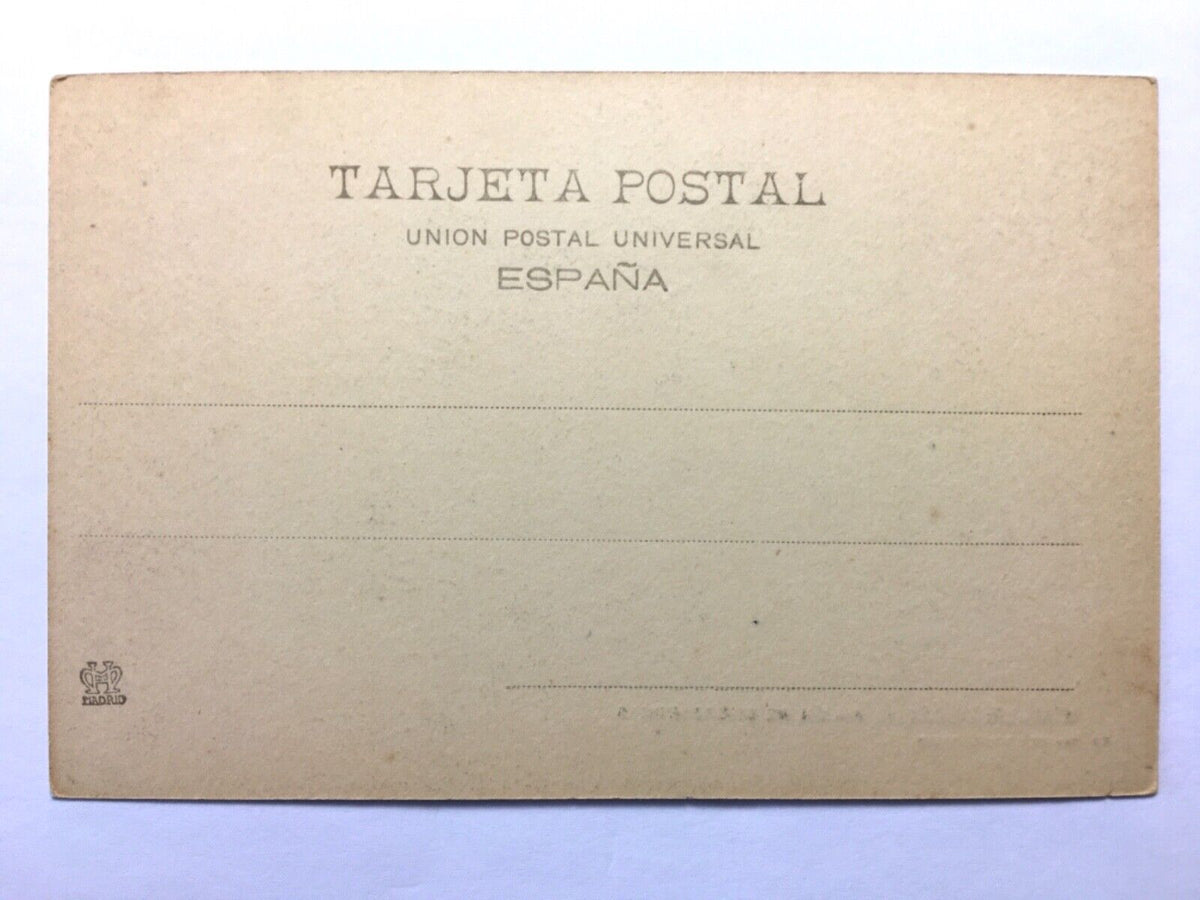 TARJETA POSTAL
UNION POSTAL UNIVERSAL
ESPAÑA
MADRID